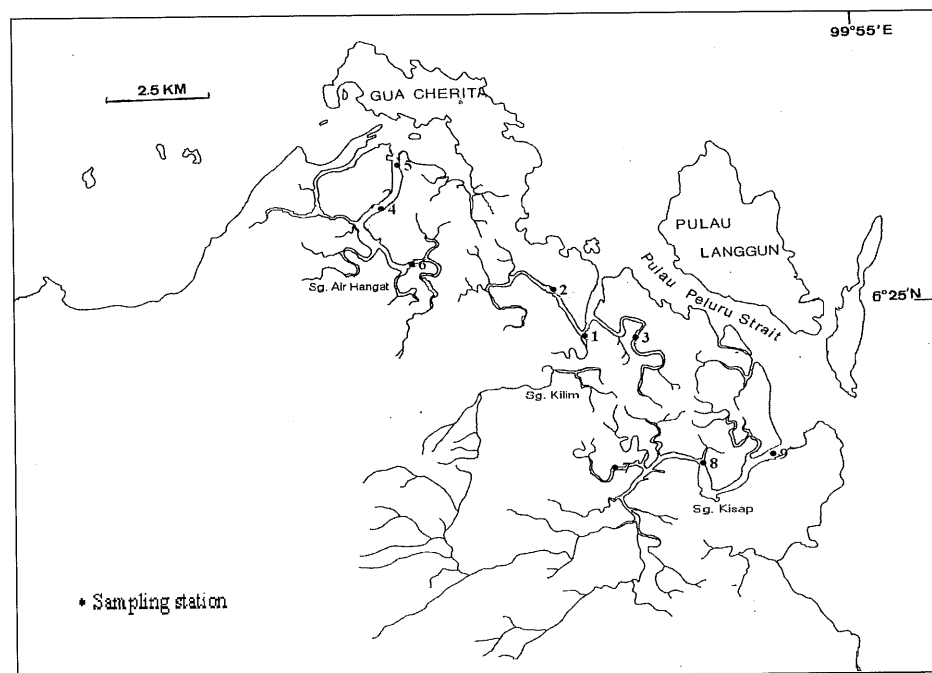 99°55'E
2.5 KM
GUA CHERITA
5
4
PULAU
LANGGUN
6
Sg. Air Hangat
2
Pulau Peluru Strait
6°25'N
1
3
Sg. Kilim
7
8
9
Sg. Kisap
• Sampling station